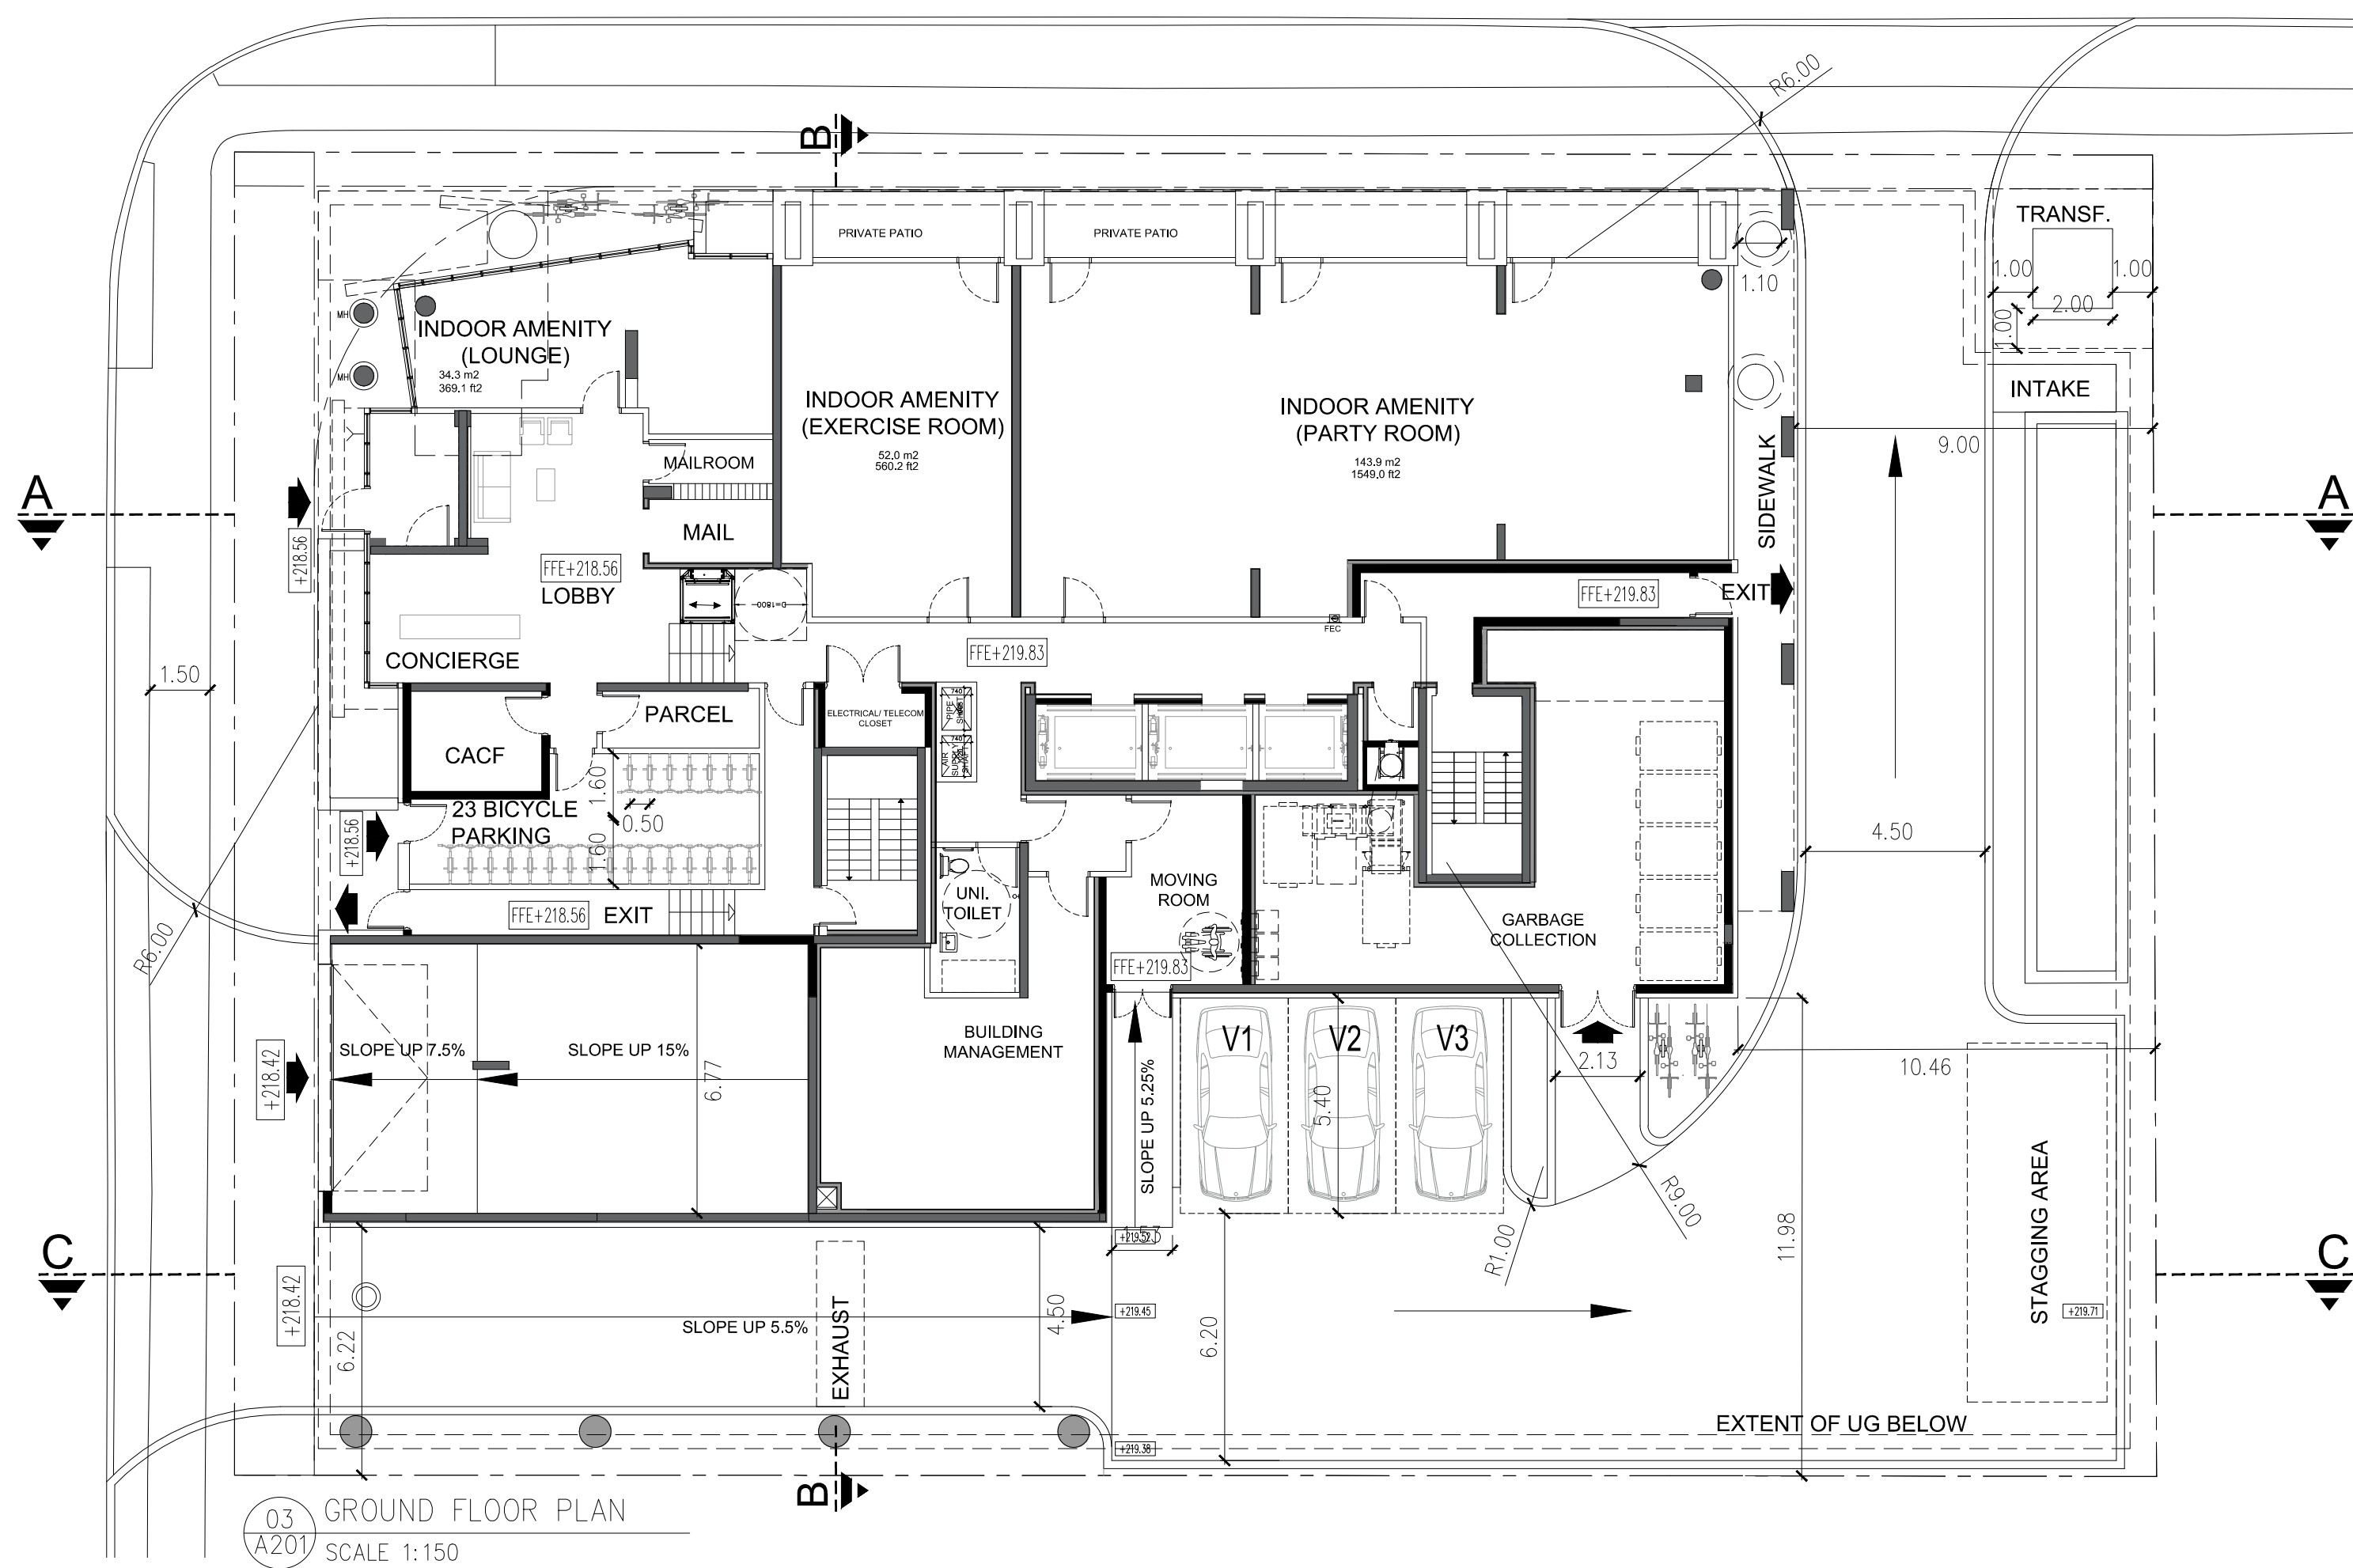 B
R6.00
TRANSF.
PRIVATE PATIO
PRIVATE PATIO
1.10
1.00
1.00
2.00
1.00
MH
MH
INDOOR AMENITY
(LOUNGE)
34.3 m2
369.1 ft2
INDOOR AMENITY
(EXERCISE ROOM)
52.0 m2
560.2 ft2
INDOOR AMENITY
(PARTY ROOM)
143.9 m2
1549.0 ft2
INTAKE
9.00
SIDEWALK
MAILROOM
MAIL
A
A
+218.56
FFE+218.56
LOBBY
D=1800
FFE+219.83
EXIT
FEC
FFE+219.83
CONCIERGE
1.50
PARCEL
ELECTRICAL/ TELECOM
CLOSET
740
PIPE
SHAFT
740
AIR
SUPPLY
SHAFT
CACF
1.60
23 BICYCLE
PARKING
0.50
1.60
+218.56
4.50
FFE+218.56
EXIT
UNI.
TOILET
MOVING
ROOM
GARBAGE
COLLECTION
R6.00
FFE+219.83
BUILDING
MANAGEMENT
SLOPE UP 7.5%
SLOPE UP 15%
6.77
+218.42
SLOPE UP 5.25%
V1
V2
V3
5.40
2.13
10.46
R9.00
R1.00
11.98
STAGGING AREA
C
C
+219.52
1.53
+218.42
6.22
SLOPE UP 5.5%
EXHAUST
4.50
+219.45
6.20
+219.71
EXTENT OF UG BELOW
+219.38
B
03
A201
GROUND FLOOR PLAN
SCALE 1:150